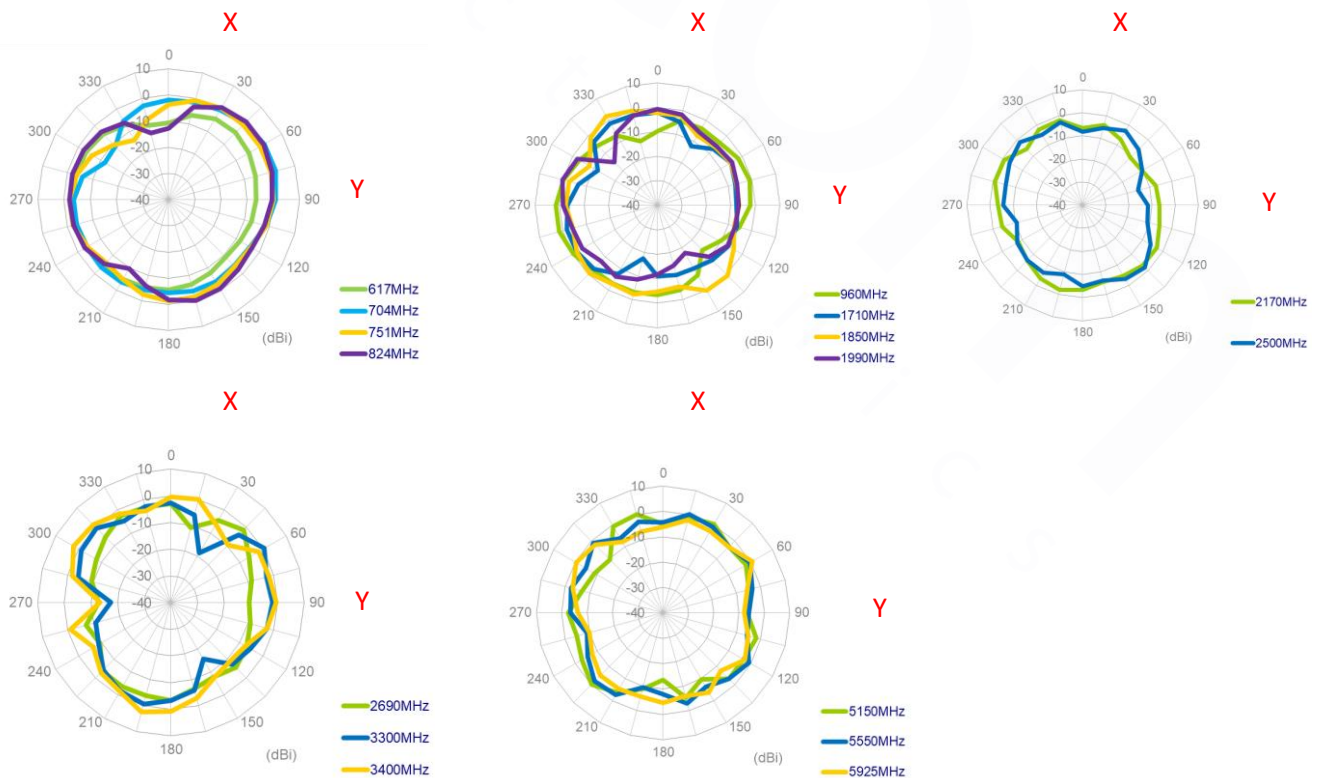 X
0
10
330
30
0
-10
300
60
-20
-30
270
-40
90
Y
240
120
210
150
180
(dBi)
617MHz
704MHz
751MHz
824MHz
X
0
10
330
30
0
-10
300
60
-20
-30
270
-40
90
Y
240
120
210
150
180
(dBi)
960MHz
1710MHz
1850MHz
1990MHz
X
0
10
330
30
0
-10
300
60
-20
-30
270
-40
90
Y
240
120
210
150
180
(dBi)
2170MHz
2500MHz
X
0
10
330
30
0
-10
300
60
-20
-30
270
-40
90
Y
240
120
210
150
180
(dBi)
2690MHz
3300MHz
3400MHz
X
0
10
330
30
0
-10
300
60
-20
-30
270
-40
90
Y
240
120
210
150
180
(dBi)
5150MHz
5550MHz
5925MHz